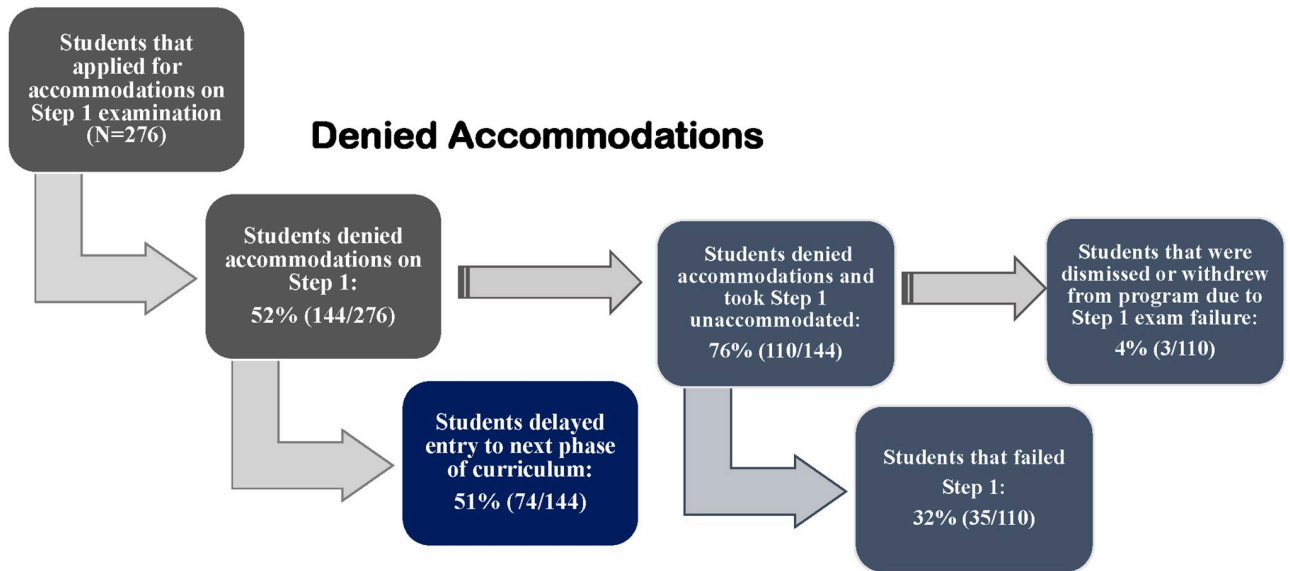 Students that
applied for
accommodations on
Step 1 examination
(N=276)
Denied Accommodations
Students denied
accommodations on
Step 1:
52% (144/276)
Students denied
accommodations and
took Step 1
unaccommodated:
76% (110/144)
Students that were
dismissed or withdrew
from program due to
Step 1 exam failure:
4% (3/110)
Students delayed
entry to next phase
of curriculum:
51% (74/144)
Students that failed
Step 1:
32% (35/110)